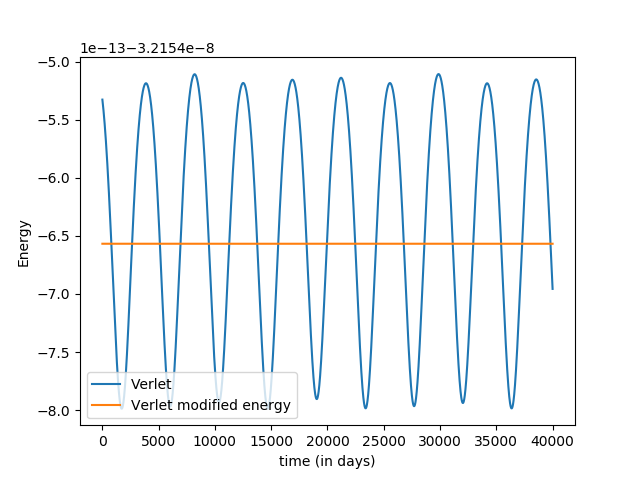 1e−13−3.2154e−8
−5.0
−5.5
−6.0
−6.5
−7.0
−7.5
−8.0
Energy
Verlet
Verlet modified energy
0 5000 10000 15000 20000 25000 30000 35000 40000
time (in days)